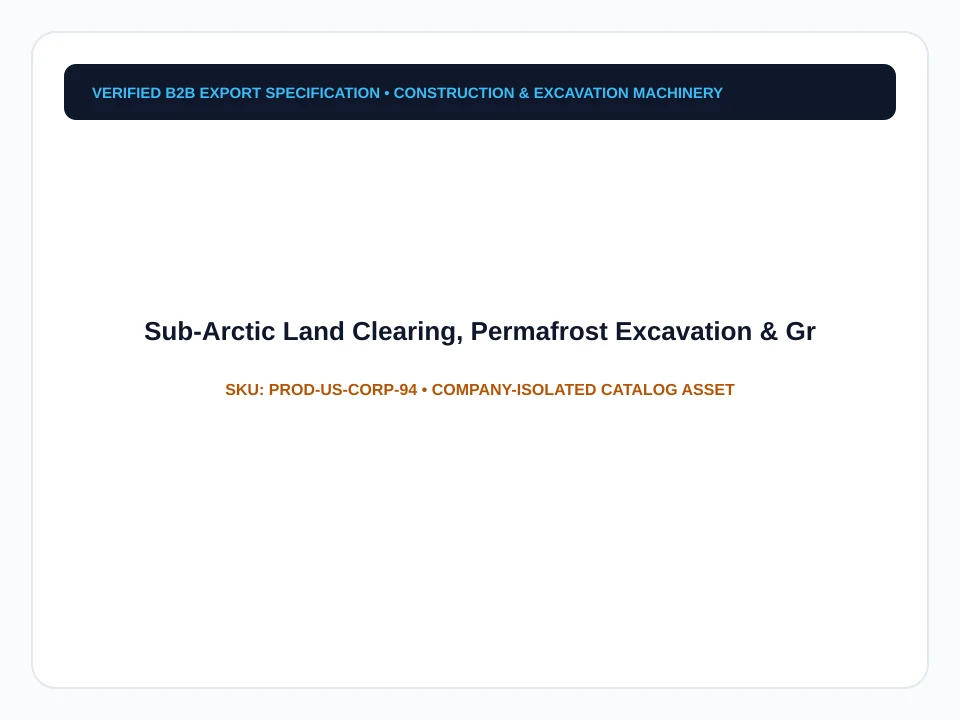 VERIFIED B2B EXPORT SPECIFICATION • CONSTRUCTION & EXCAVATION MACHINERY
Sub-Arctic Land Clearing, Permafrost Excavation & Gr
SKU: PROD-US-CORP-94 • COMPANY-ISOLATED CATALOG ASSET